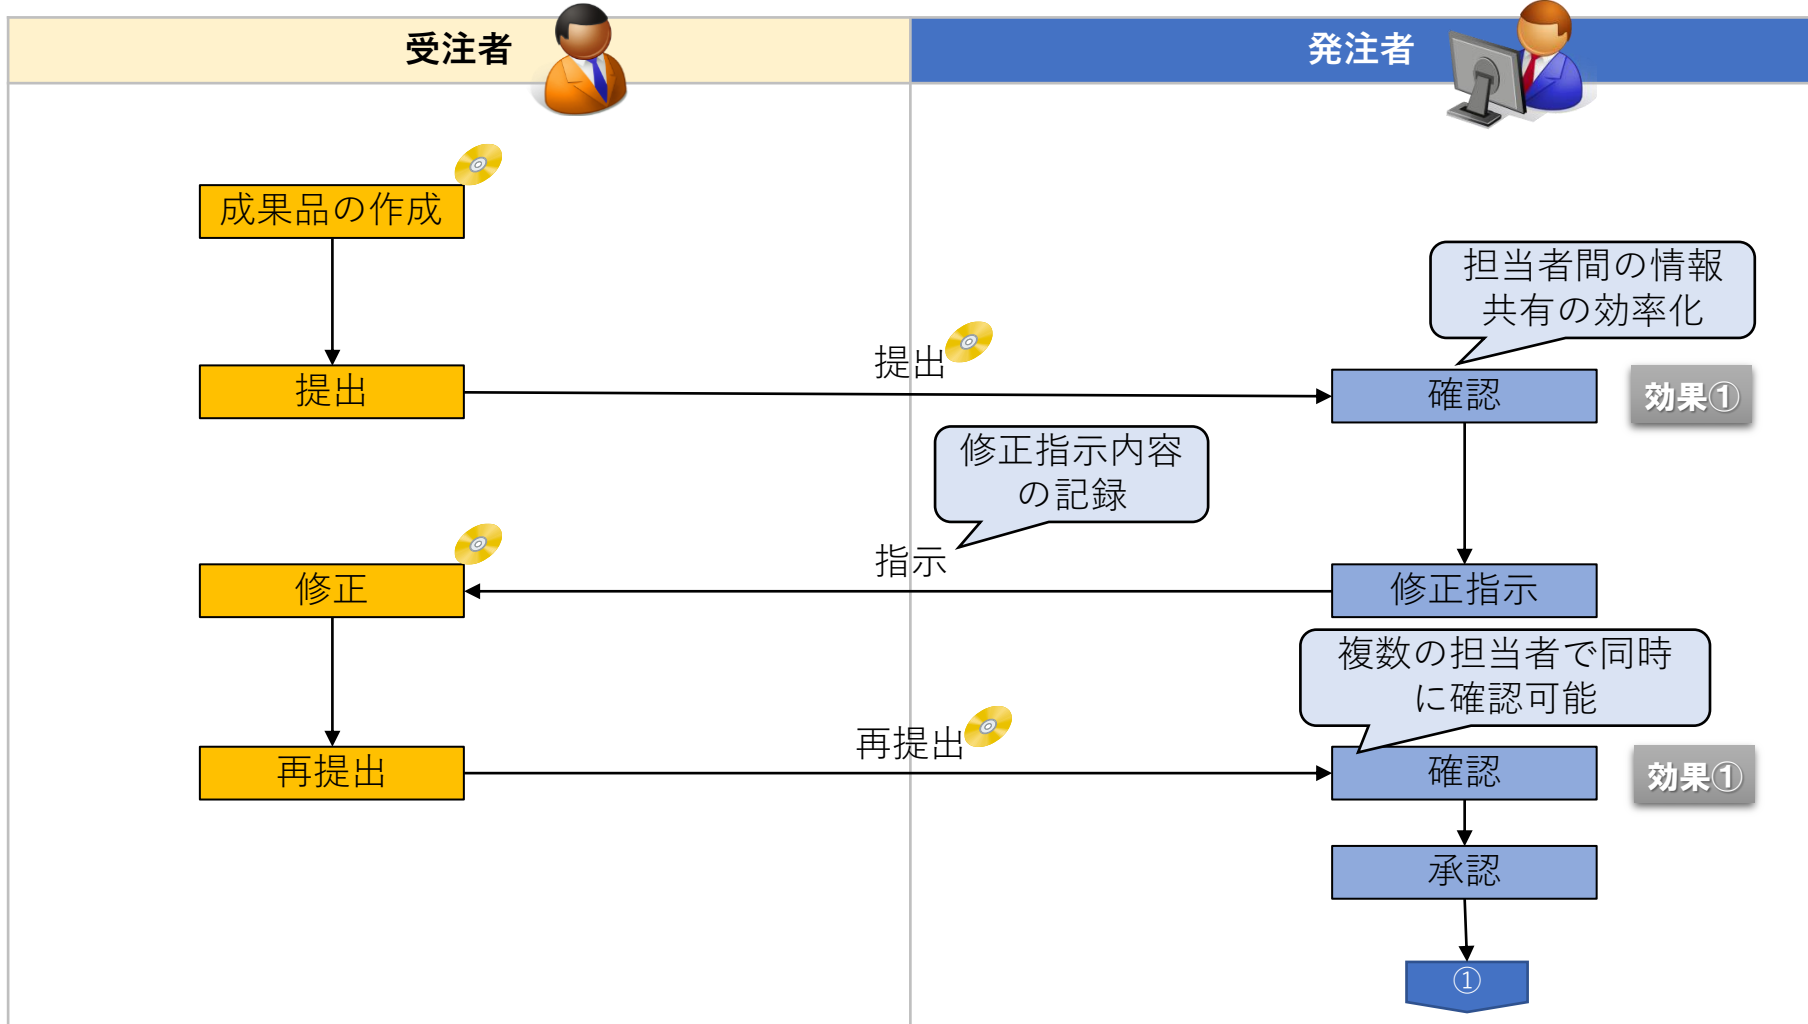 受注者
発注者
成果品の作成
担当者間の情報
共有の効率化
提出
提出
確認
効果①
修正指示内容
の記録
指示
修正
修正指示
複数の担当者で同時
に確認可能
再提出
再提出
確認
効果①
承認
①